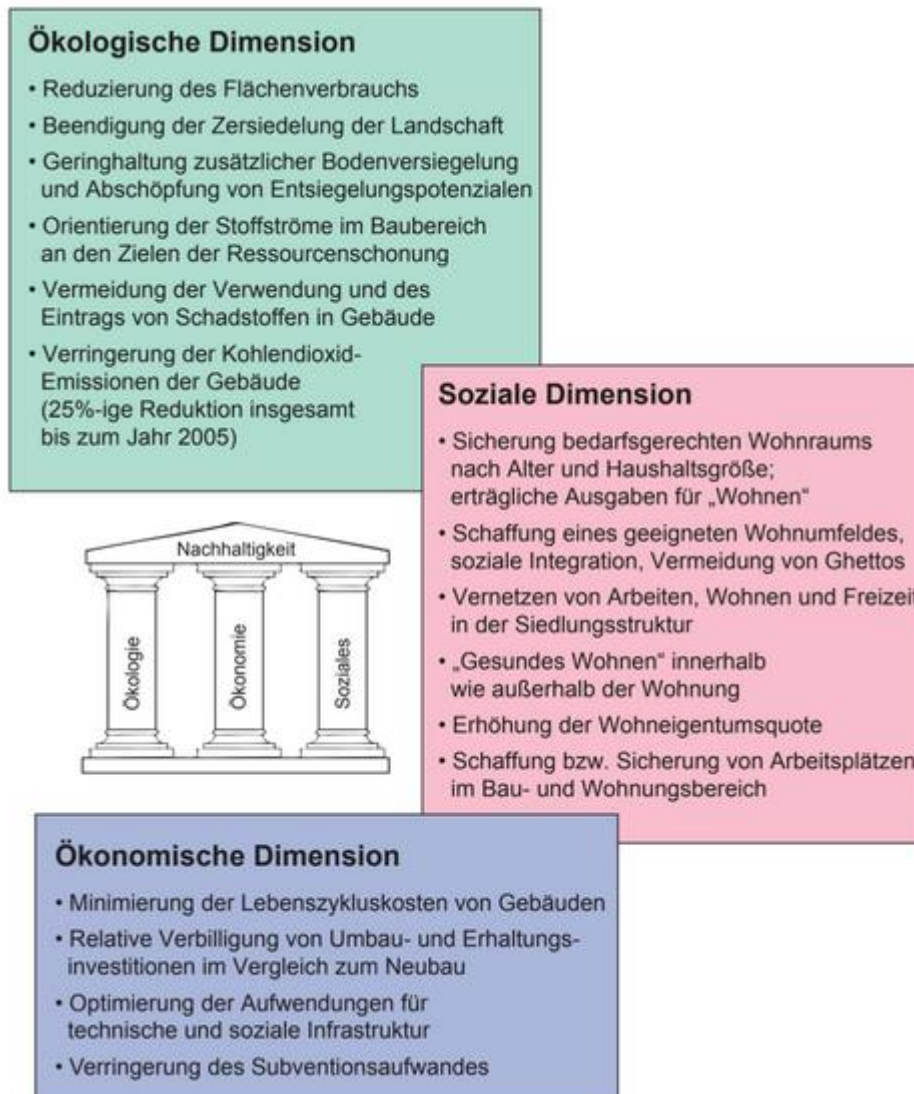 Ökologische Dimension
• Reduzierung des Flächenverbrauchs
• Beendigung der Zersiedelung der Landschaft
• Geringhaltung zusätzlicher Bodenversiegelung
und Abschöpfung von Entsiegelungspotenzialen
• Orientierung der Stoffströme im Baubereich
an den Zielen der Ressourcenschonung
• Vermeidung der Verwendung und des
Eintrags von Schadstoffen in Gebäude
• Verringerung der Kohlendioxid-
Emissionen der Gebäude
(25%-ige Reduktion insgesamt
bis zum Jahr 2005)
Soziale Dimension
• Sicherung bedarfsgerechten Wohnraums
nach Alter und Haushaltsgröße;
erträgliche Ausgaben für „Wohnen“
• Schaffung eines geeigneten Wohnumfeldes,
soziale Integration, Vermeidung von Ghettos
• Vernetzen von Arbeiten, Wohnen und Freizeit
in der Siedlungsstruktur
• „Gesundes Wohnen“ innerhalb
wie außerhalb der Wohnung
• Erhöhung der Wohneigentumsquote
• Schaffung bzw. Sicherung von Arbeitsplätzen
im Bau- und Wohnungsbereich
Nachhaltigkeit
Ökologie
Ökonomie
Soziales
Ökonomische Dimension
• Minimierung der Lebenszykluskosten von Gebäuden
• Relative Verbilligung von Umbau- und Erhaltungs-
investitionen im Vergleich zum Neubau
• Optimierung der Aufwendungen für
technische und soziale Infrastruktur
• Verringerung des Subventionsaufwandes